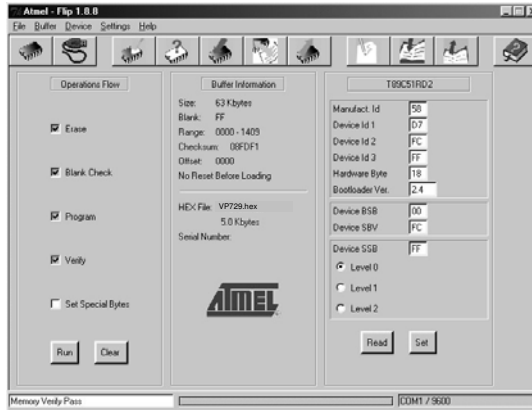 Atmel - Flip 1.8.8
File Buffer Device Settings Help
Operations Flow
Erase
Blank Check
Program
Verify
Set Special Bytes
Run Clear
Buffer Information
Size: 63 Kbytes
Blank: FF
Range: 0000 - 1409
Checksum: 08FDF1
Offset: 0000
No Reset Before Loading
HEX File: VP729.hex
5.0 Kbytes
Serial Number:
ATMEL
T89C51RD2
Manufact. Id 58
Device Id 1 D7
Device Id 2 FC
Device Id 3 FF
Hardware Byte 18
Bootloader Ver. 2.4
Device BSB 00
Device SBV FC
Device SSB FF
Level 0
Level 1
Level 2
Read Set
Memory Verify Pass
COM1 / 9600